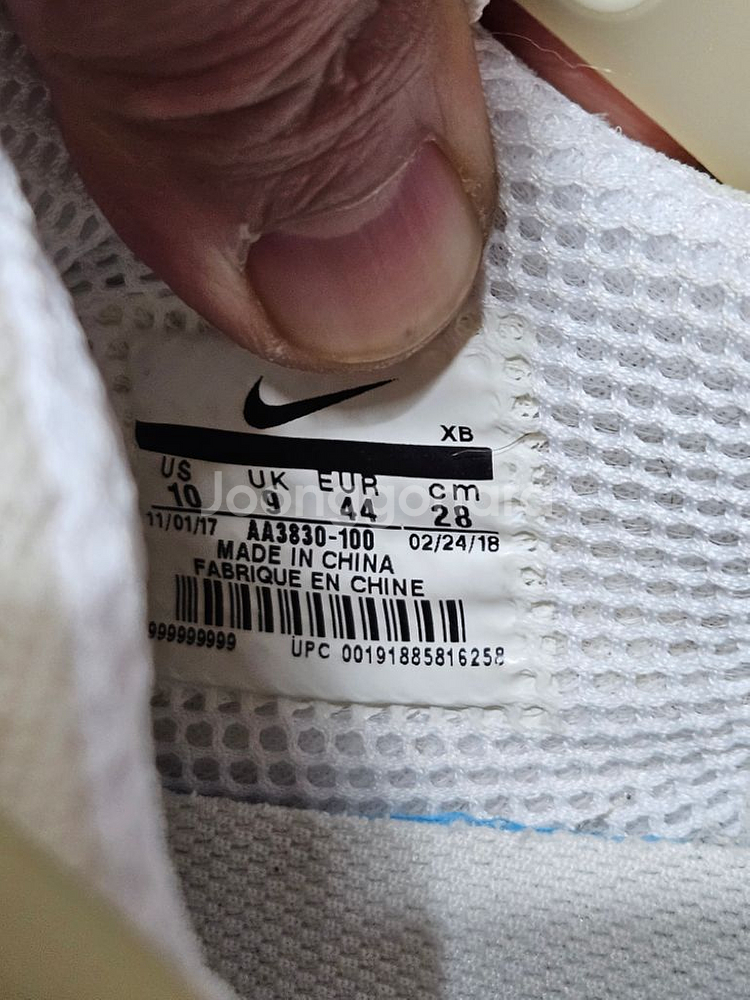 XB
US UK EUR cm
10 9 44 28
11/01/17 AA3830-100 02/24/18
MADE IN CHINA
FABRIQUE EN CHINE
999999999 UPC 00191885816258